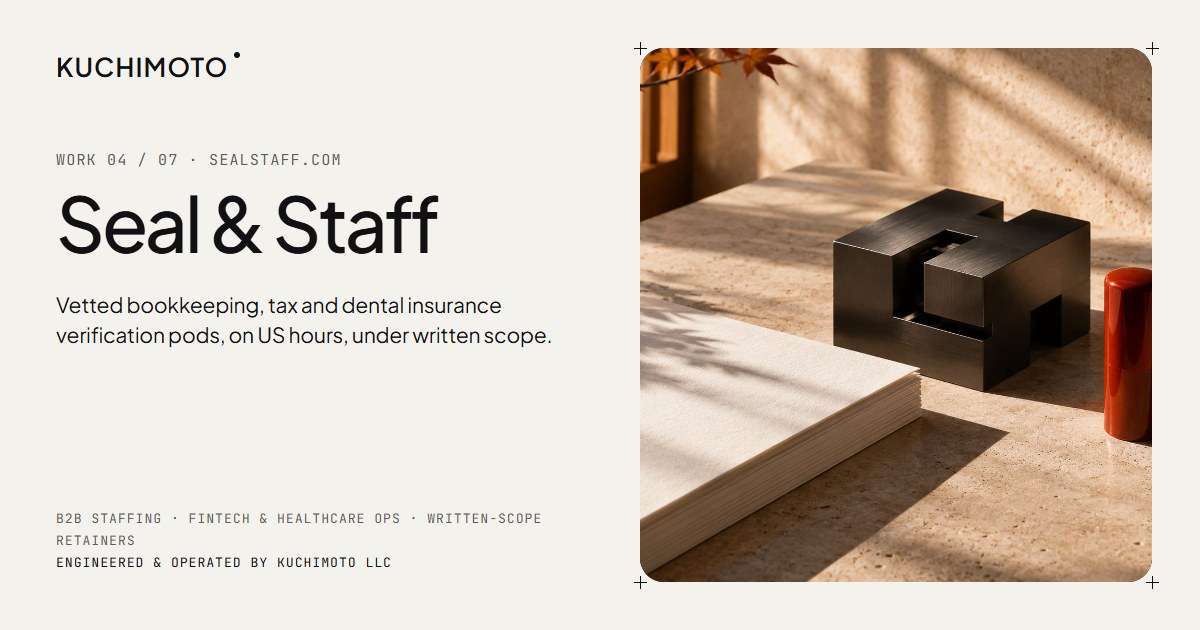 KUCHIMOTO
WORK 04 / 07 · SEALSTAFF.COM
Seal & Staff
Vetted bookkeeping, tax and dental insurance
verification pods, on US hours, under written scope.
B2B STAFFING · FINTECH & HEALTHCARE OPS · WRITTEN-SCOPE
RETAINERS
ENGINEERED & OPERATED BY KUCHIMOTO LLC